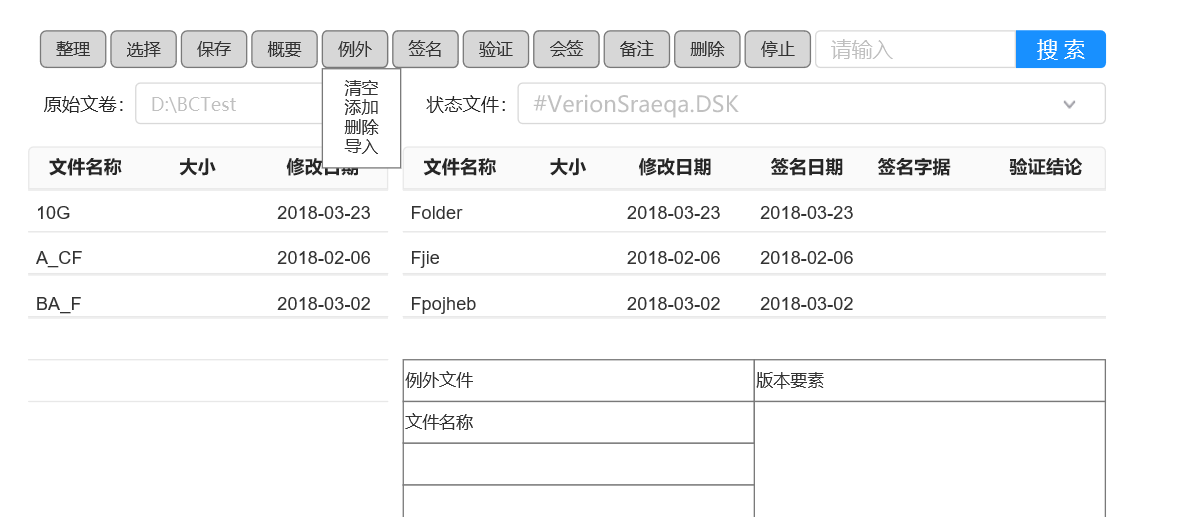 整理 选择 保存 概要 例外 签名 验证 会签 备注 删除 停止 请输入 搜 索
清空
添加
删除
导入
原始文卷： D:\BCTest 状态文件： #VerionSraeqa.DSK
文件名称 大小 修改日期 文件名称 大小 修改日期 签名日期 签名字据 验证结论
10G 2018-03-23 Folder 2018-03-23 2018-03-23
A_CF 2018-02-06 Fjie 2018-02-06 2018-02-06
BA_F 2018-03-02 Fpojheb 2018-03-02 2018-03-02
例外文件 版本要素
文件名称